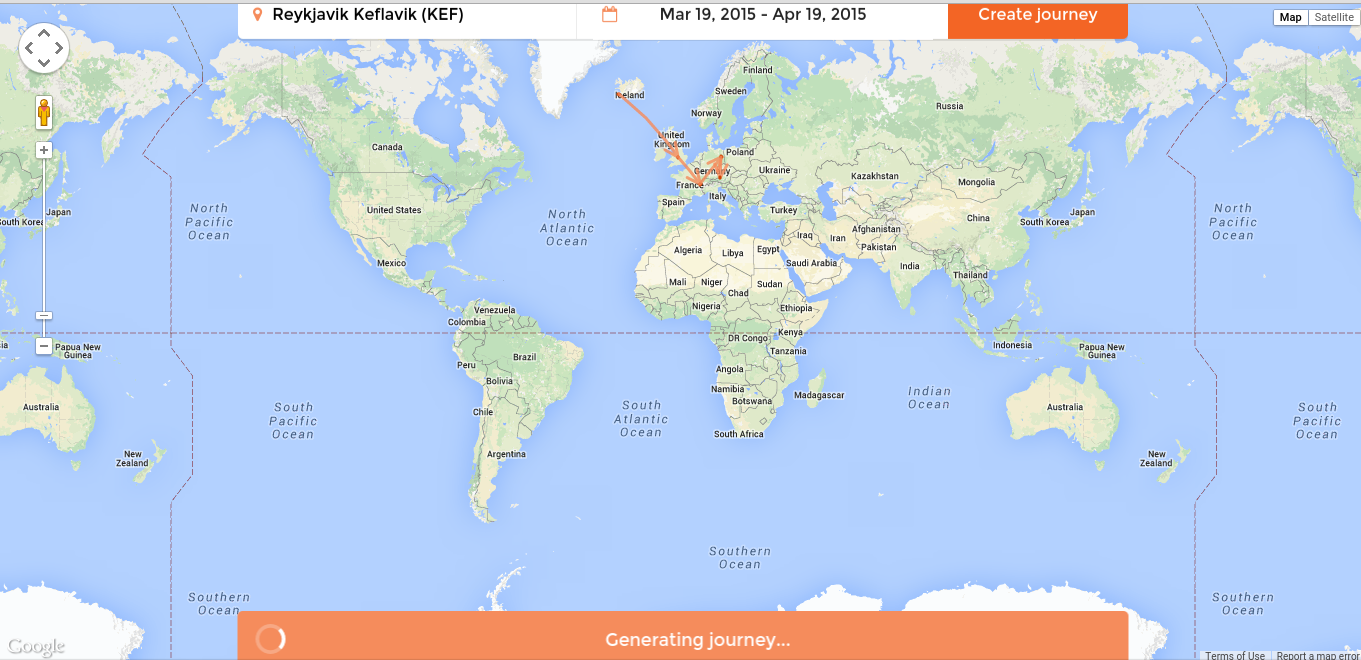 Reykjavik Keflavik (KEF)
Mar 19, 2015 - Apr 19, 2015
Create journey
Map
Satellite
Finland
Sweden
Iceland
Norway
Russia
United
Kingdom
Canada
Poland
Germany
Ukraine
France
Kazakhstan
Mongolia
Italy
Spain
United States
Turkey
China
Japan
South Korea
Japan
South Korea
North
Pacific
Ocean
North
Atlantic
Ocean
North
Pacific
Ocean
Afghanistan
Iraq
Iran
Pakistan
Algeria
Libya
Egypt
Saudi Arabia
India
Mexico
Thailand
Mali
Niger
Chad
Sudan
Nigeria
Ethiopia
Venezuela
Colombia
Kenya
DR Congo
Indonesia
Papua New
Guinea
Papua New
Guinea
ia
Tanzania
Brazil
Peru
Angola
Bolivia
Namibia
Botswana
Madagascar
Indian
Ocean
Australia
Australia
Chile
South
Pacific
Ocean
South
Atlantic
Ocean
South
Pacific
Ocean
South Africa
Argentina
New
Zealand
New
Zealand
Southern
Ocean
Southern
Ocean
Southern
Ocean
Generating journey...
Google
Terms of Use
Report a map error